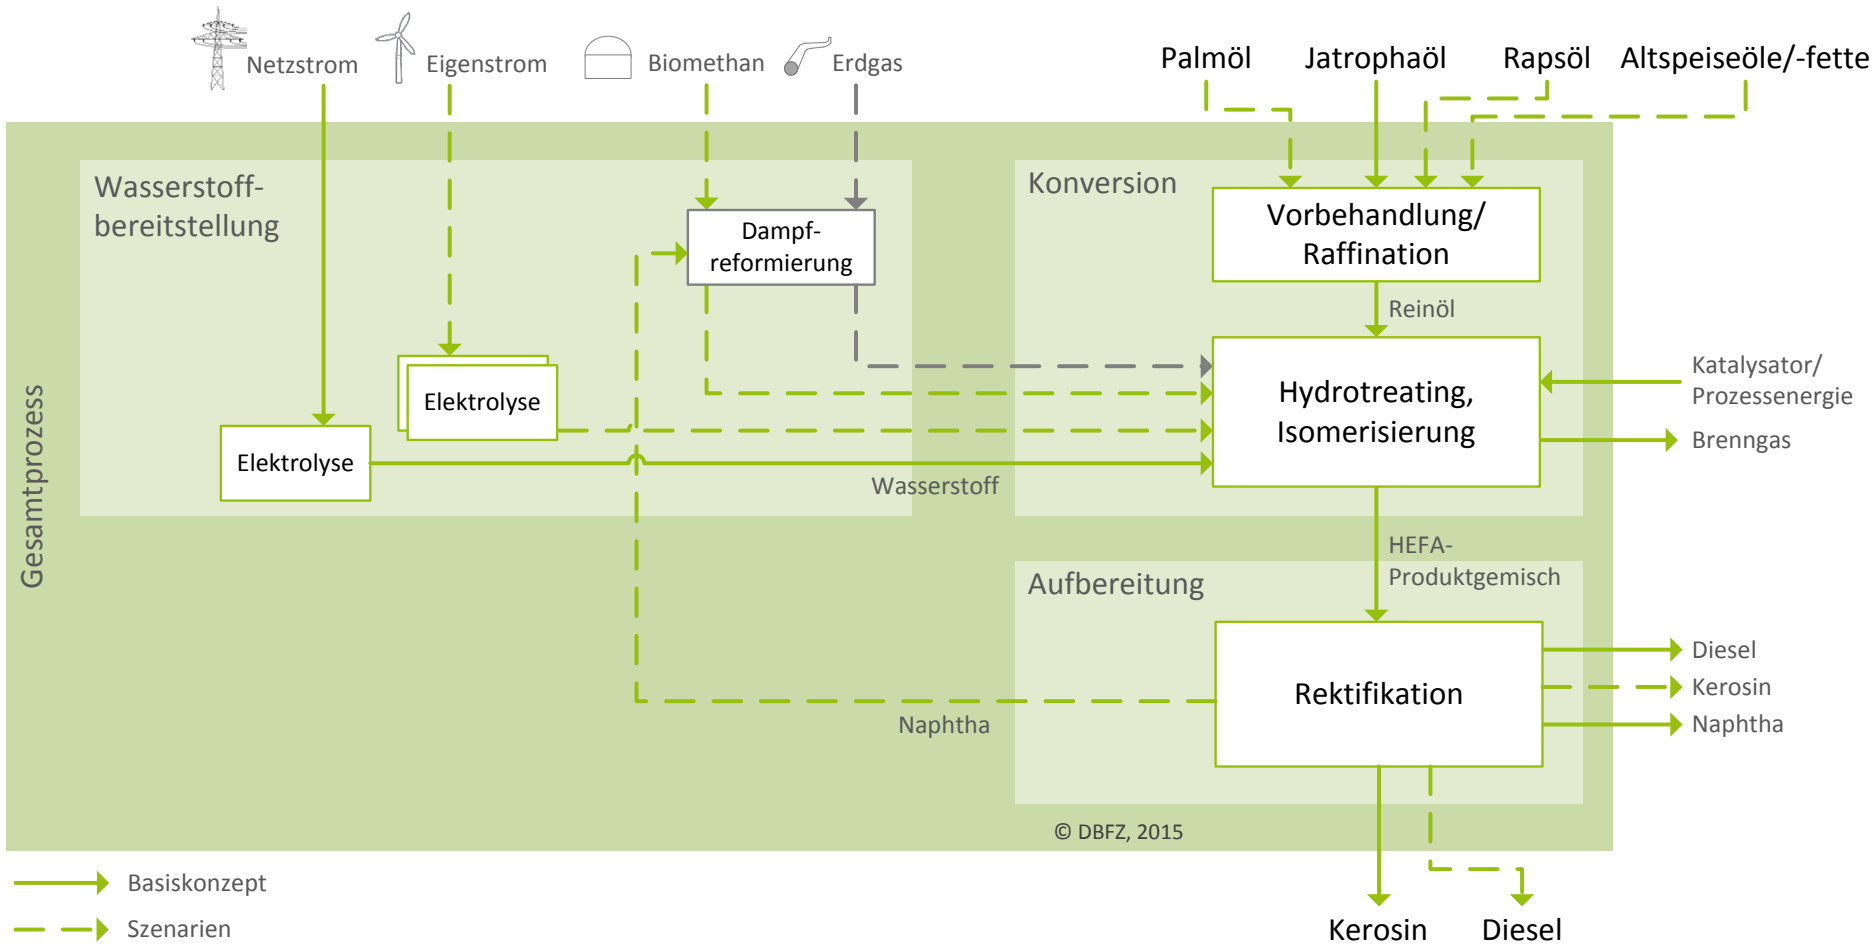 Netzstrom
Eigenstrom
Biomethan
Erdgas
Palmöl
Jatrophaöl
Rapsöl
Altspeiseöle/-fette
Gesamtprozess
Wasserstoff-
bereitstellung
Dampf-
reformierung
Elektrolyse
Elektrolyse
Wasserstoff
Konversion
Vorbehandlung/
Raffination
Reinöl
Hydrotreating,
Isomerisierung
Katalysator/
Prozessenergie
Brenngas
HEFA-
Produktgemisch
Aufbereitung
Rektifikation
Naphtha
Diesel
Kerosin
Naphtha
© DBFZ, 2015
Kerosin
Diesel
Basiskonzept
Szenarien